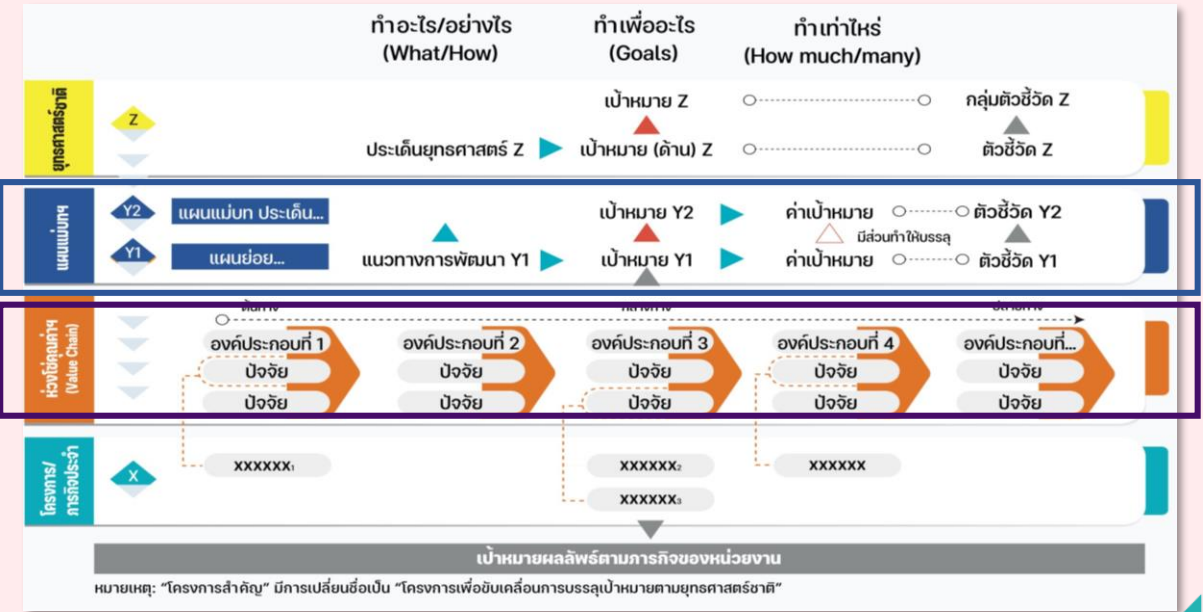 ทำอะไร/อย่างไร
(What/How)
ทำเพื่ออะไร
(Goals)
ทำเท่าไหร่
(How much/many)
ยุทธศาสตร์ชาติ
Z
เป้าหมาย Z
กลุ่มตัวชี้วัด Z
ประเด็นยุทธศาสตร์ Z
เป้าหมาย (ด้าน) Z
ตัวชี้วัด Z
แผนแม่บทฯ
Y2
แผนแม่บท ประเด็น...
เป้าหมาย Y2
ค่าเป้าหมาย
ตัวชี้วัด Y2
มีส่วนทำให้บรรลุ
Y1
แผนย่อย...
แนวทางการพัฒนา Y1
เป้าหมาย Y1
ค่าเป้าหมาย
ตัวชี้วัด Y1
ห่วงโซ่คุณค่าฯ
(Value Chain)
องค์ประกอบที่ 1
องค์ประกอบที่ 2
องค์ประกอบที่ 3
องค์ประกอบที่ 4
องค์ประกอบที่...
ปัจจัย
ปัจจัย
ปัจจัย
ปัจจัย
ปัจจัย
ปัจจัย
ปัจจัย
ปัจจัย
ปัจจัย
ปัจจัย
โครงการ/
ภารกิจประจำ
X
xxxxxx₁
xxxxxx₂
xxxxxx
xxxxxx₃
เป้าหมายผลลัพธ์ตามภารกิจของหน่วยงาน
หมายเหตุ: “โครงการสำคัญ” มีการเปลี่ยนชื่อเป็น “โครงการเพื่อขับเคลื่อนการบรรลุเป้าหมายตามยุทธศาสตร์ชาติ”